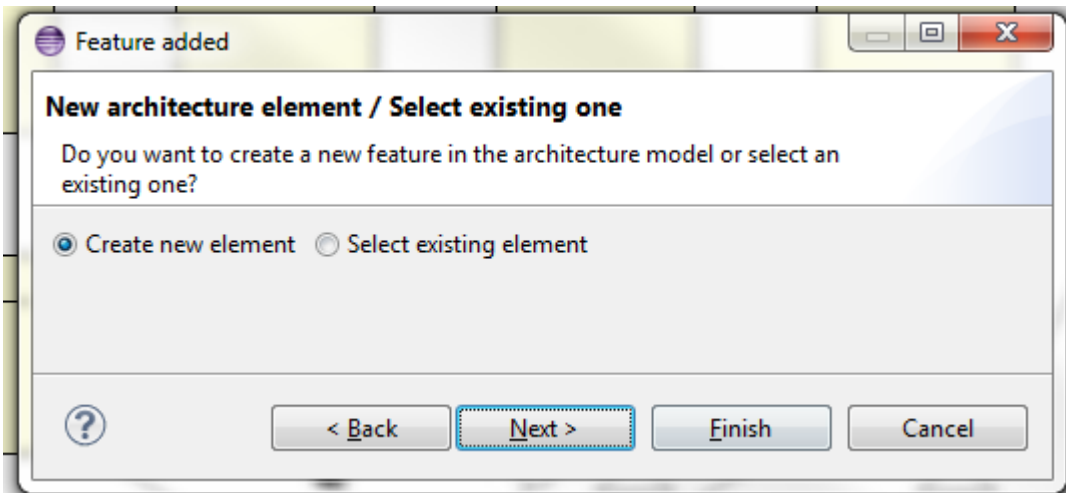 Feature added
New architecture element / Select existing one
Do you want to create a new feature in the architecture model or select an
existing one?
Create new element Select existing element
? < Back Next > Finish Cancel